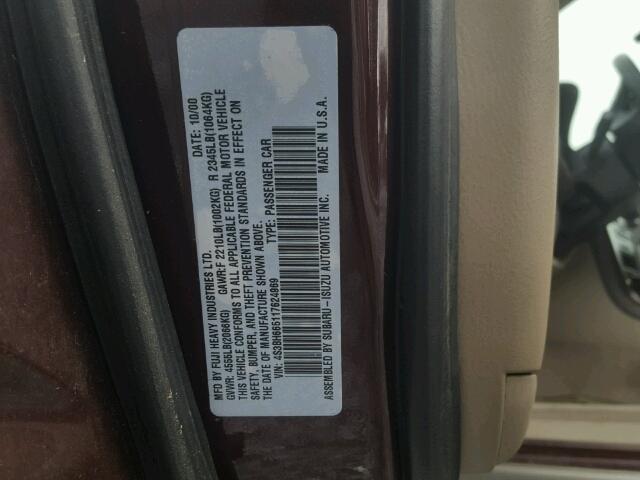 MFD BY FUJI HEAVY INDUSTRIES LTD. DATE: 10/00
GVWR: 4555LB(2066KG) GAWR:F 2210LB(1002KG) R 2345LB(1064KG)
THIS VEHICLE CONFORMS TO ALL APPLICABLE FEDERAL MOTOR VEHICLE
SAFETY, BUMPER, AND THEFT PREVENTION STANDARDS IN EFFECT ON
THE DATE OF MANUFACTURE SHOWN ABOVE.
VIN: 4S3BH665117624869 TYPE: PASSENGER CAR
ASSEMBLED BY SUBARU-ISUZU AUTOMOTIVE INC. MADE IN U.S.A.